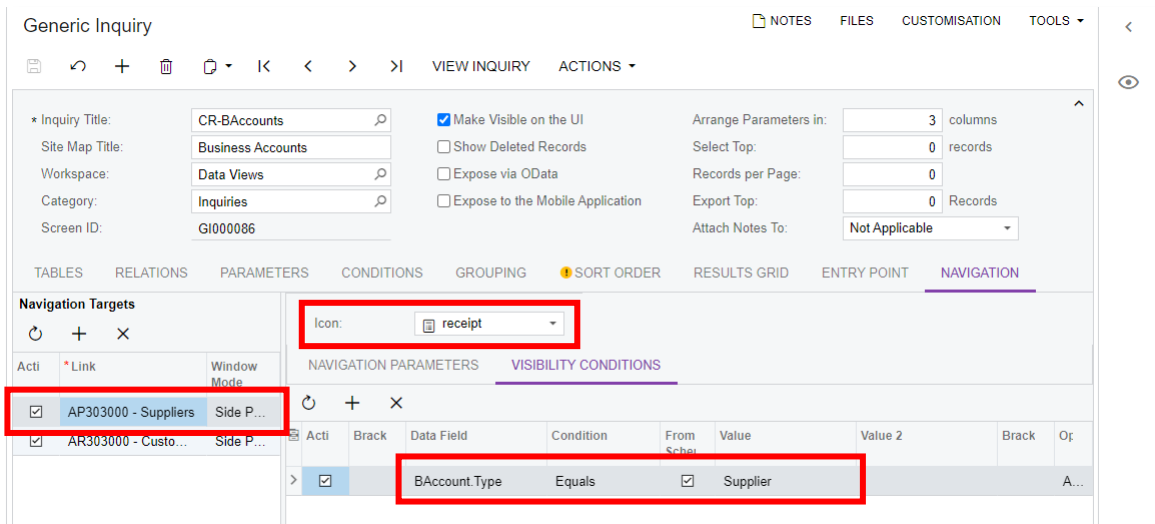 Generic Inquiry
NOTES FILES CUSTOMISATION TOOLS
VIEW INQUIRY ACTIONS
* Inquiry Title: CR-BAccounts Make Visible on the UI Arrange Parameters in: 3 columns
Site Map Title: Business Accounts Show Deleted Records Select Top: 0 records
Workspace: Data Views Expose via OData Records per Page: 0
Category: Inquiries Expose to the Mobile Application Export Top: 0 Records
Screen ID: GI000086 Attach Notes To: Not Applicable
TABLES RELATIONS PARAMETERS CONDITIONS GROUPING SORT ORDER RESULTS GRID ENTRY POINT NAVIGATION
Navigation Targets
Icon: receipt
NAVIGATION PARAMETERS VISIBILITY CONDITIONS
Acti * Link Window Mode
AP303000 - Suppliers Side P...
AR303000 - Custo... Side P...
Acti Brack Data Field Condition From Value Value 2 Brack
BAccount.Type Equals Supplier A...